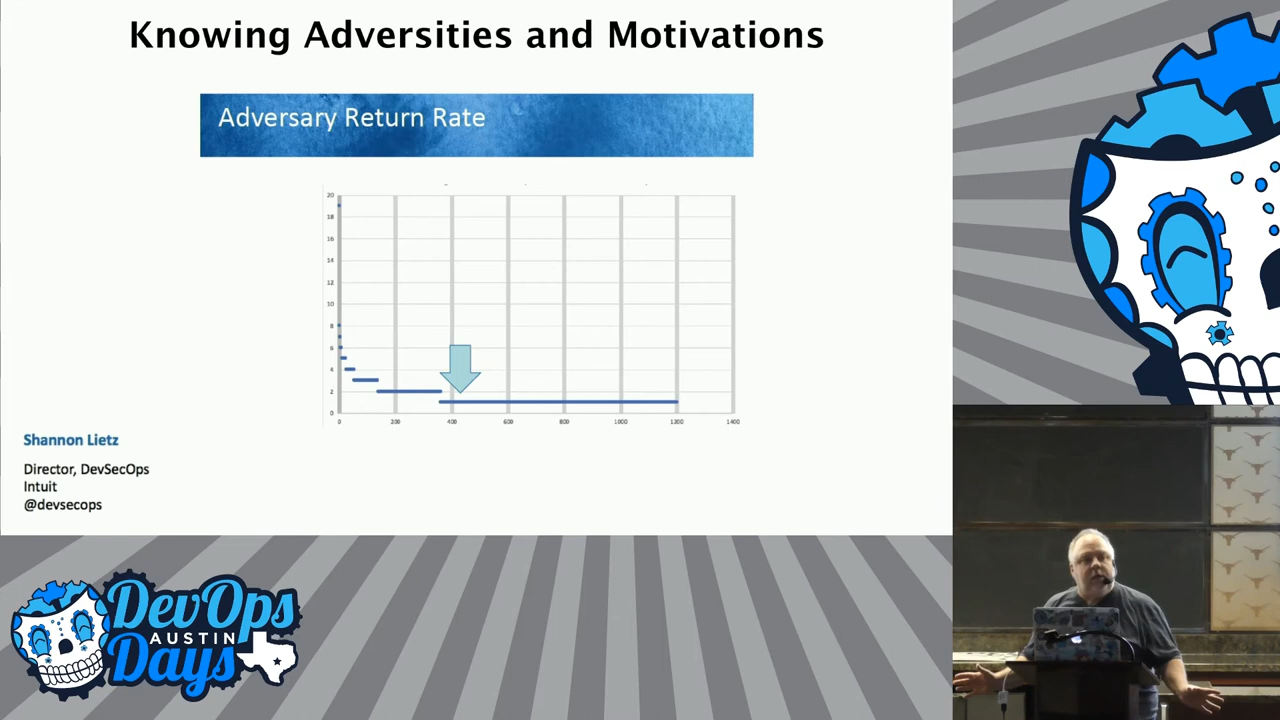 Knowing Adversities and Motivations
Adversary Return Rate
20
18
16
14
12
10
8
6
4
2
0
0
200
400
600
800
1000
1200
1400
Shannon Lietz
Director, DevSecOps
Intuit
@devsecops
DevOps
AUSTIN
Days